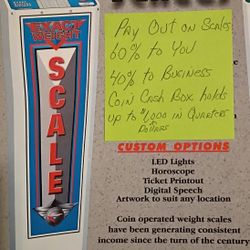 EXACT
WEIGHT
SCALE
Pay Out on Scales
60% to You
40% to Business
Coin Cash Box holds
up to $1,000 in Quarters
&
Dollars
CUSTOM OPTIONS
LED Lights
Horoscope
Ticket Printout
Digital Speech
Artwork to suit any location
Coin operated weight scales
have been generating consistent
income since the turn of the century